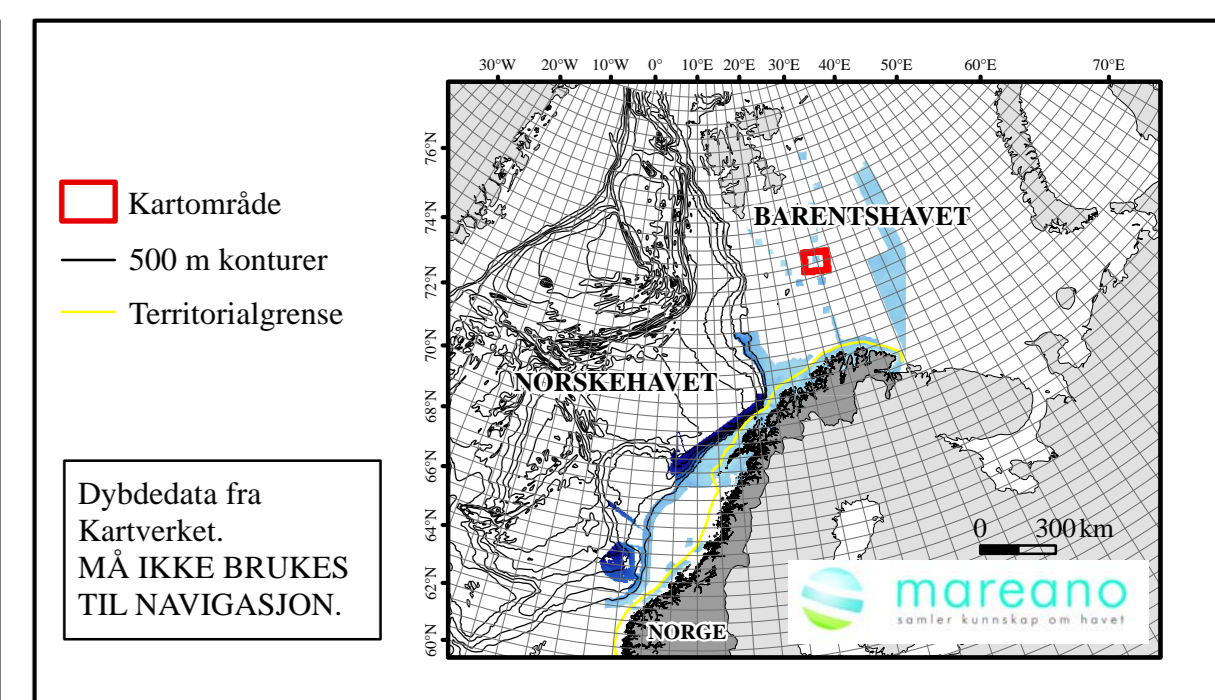 30°W 20°W 10°W 0° 10°E 20°E 30°E 40°E 50°E 60°E 70°E
76°N
74°N
72°N
70°N
68°N
66°N
64°N
62°N
60°N
Kartområde
500 m konturer
Territorialgrense
Dybdedata fra
Kartverket.
MÅ IKKE BRUKES
TIL NAVIGASJON.
BARENTSHAVET
NORSKEHAVET
NORGE
0 300 km
mareano
samler kunnskap om havet